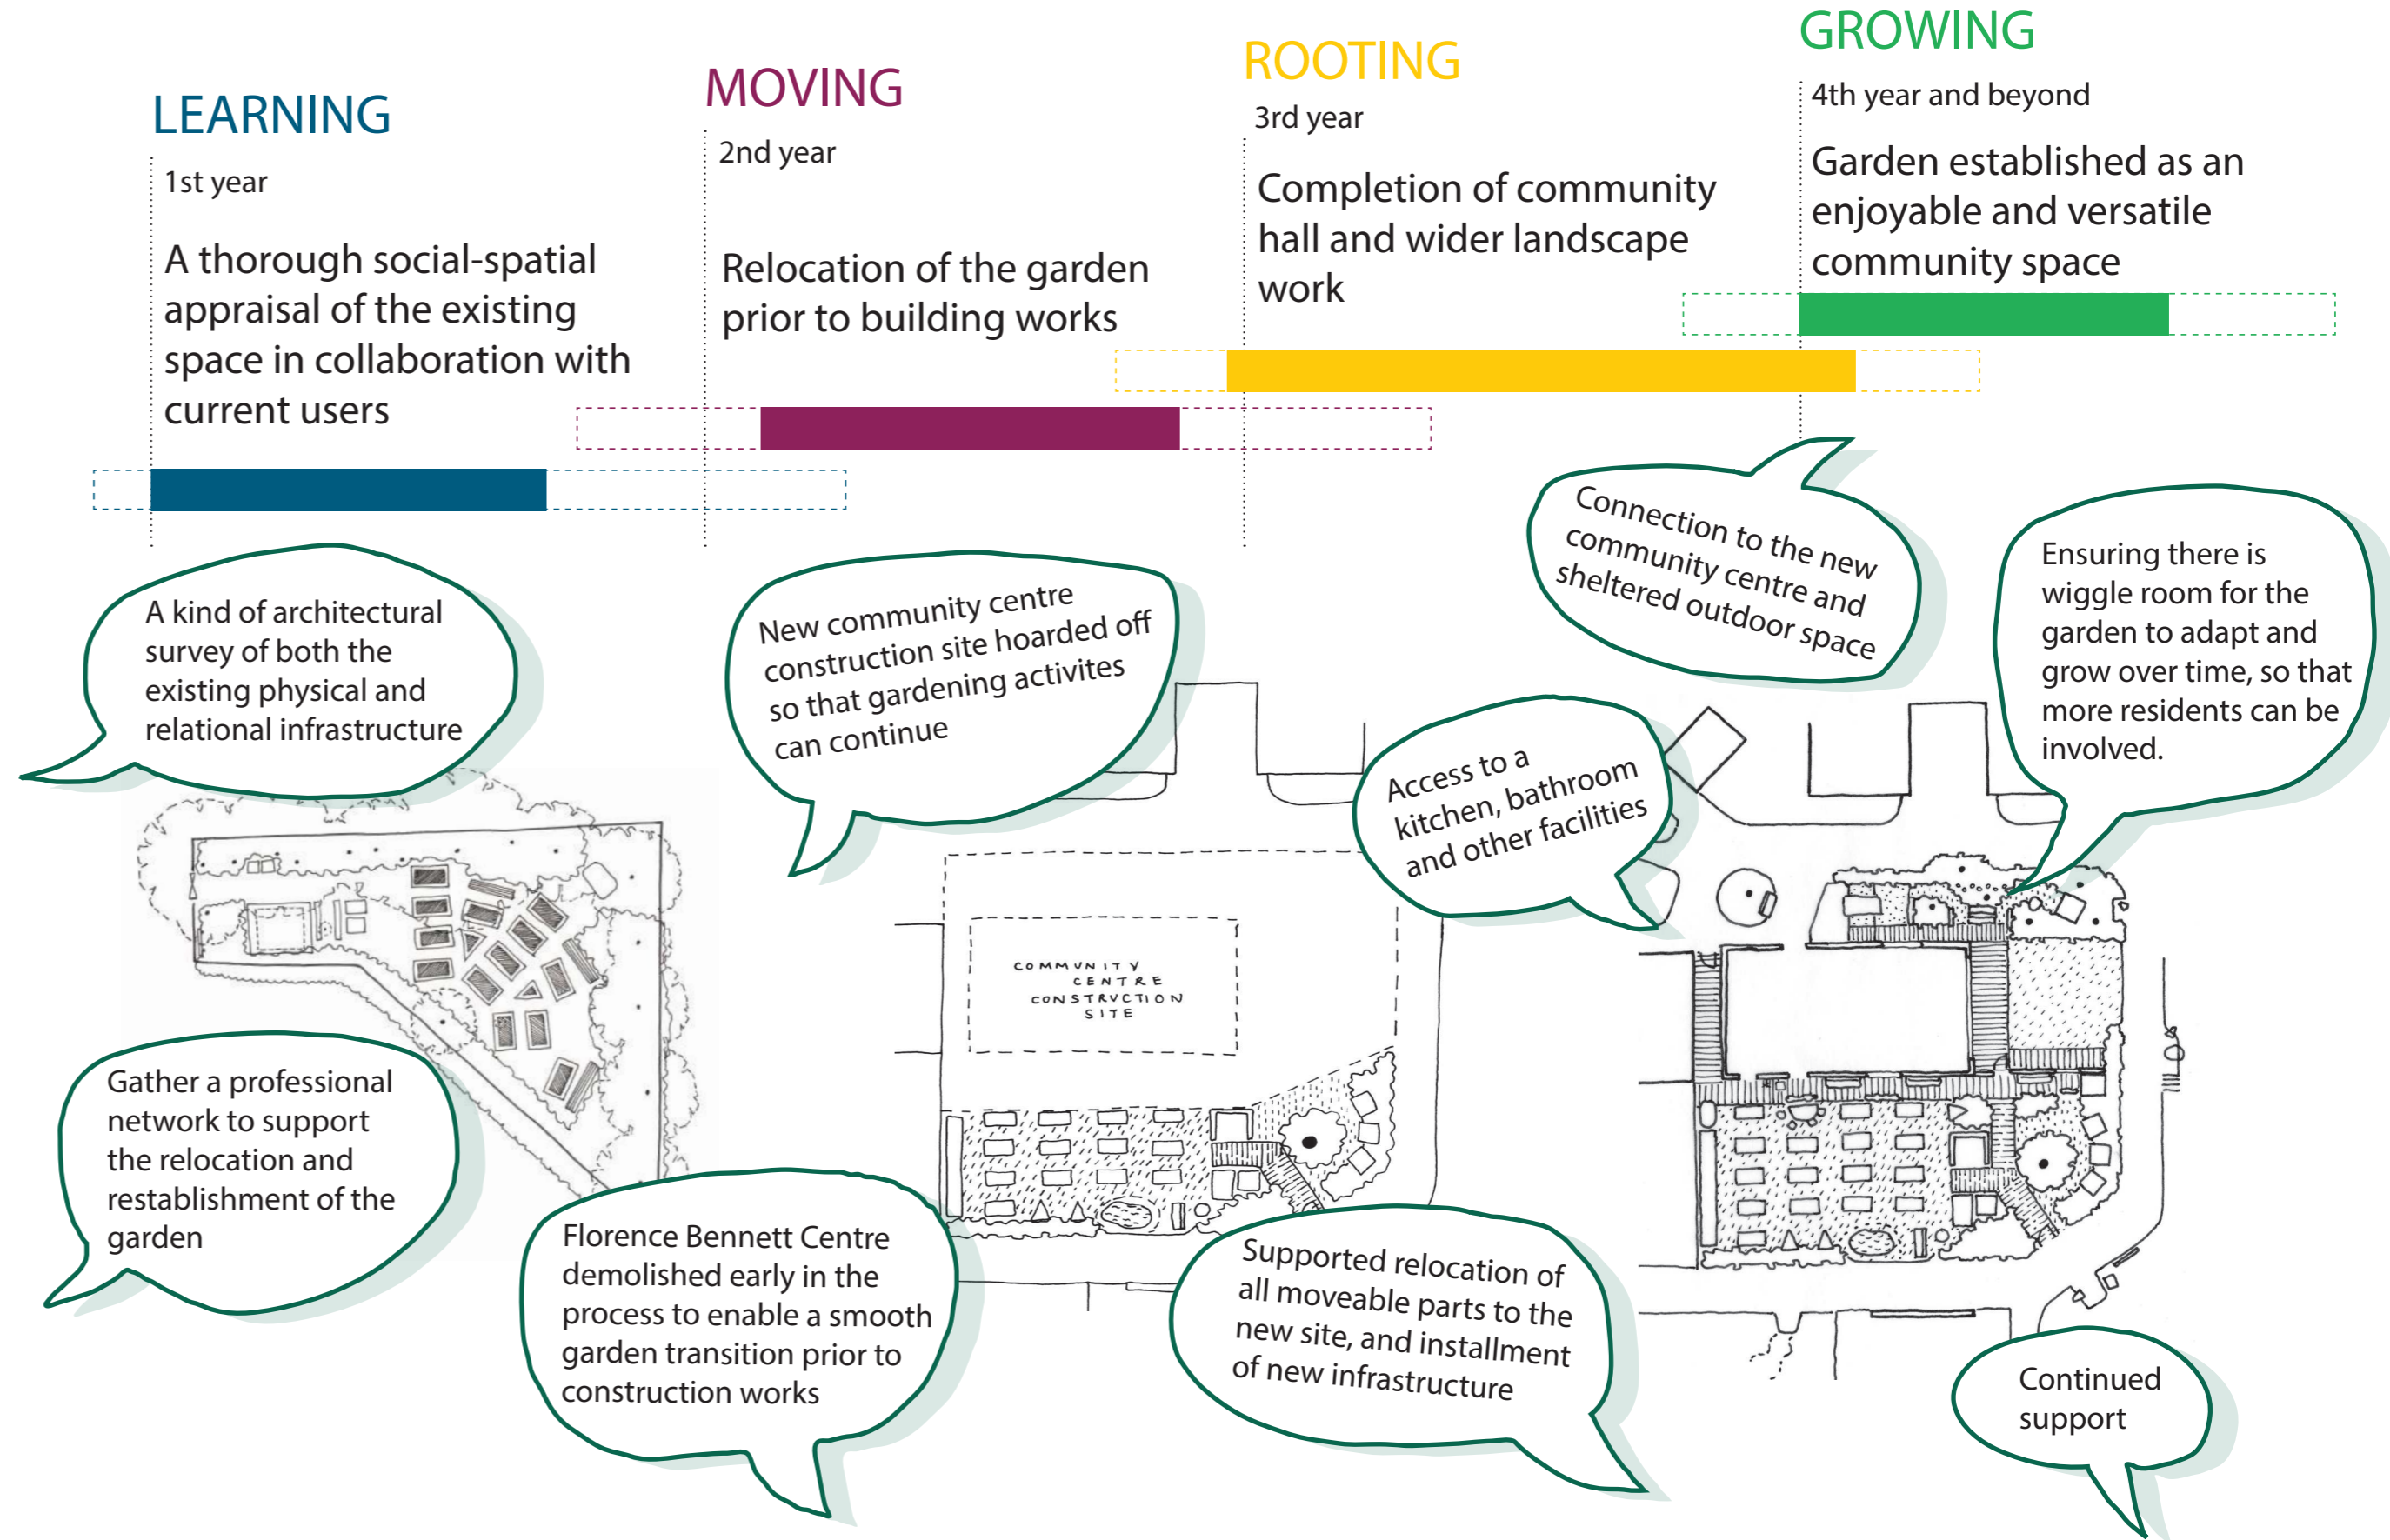 LEARNING
1st year
A thorough social-spatial
appraisal of the existing
space in collaboration with
current users
MOVING
2nd year
Relocation of the garden
prior to building works
ROOTING
3rd year
Completion of community
hall and wider landscape
work
GROWING
4th year and beyond
Garden established as an
enjoyable and versatile
community space
A kind of architectural
survey of both the
existing physical and
relational infrastructure
New community centre
construction site hoarded off
so that gardening activites
can continue
Connection to the new
community centre and
sheltered outdoor space
Ensuring there is
wiggle room for the
garden to adapt and
grow over time, so that
more residents can be
involved.
Access to a
kitchen, bathroom
and other facilities
COMMUNITY
CENTRE
CONSTRUCTION
SITE
Gather a professional
network to support
the relocation and
restablishment of the
garden
Florence Bennett Centre
demolished early in the
process to enable a smooth
garden transition prior to
construction works
Supported relocation of
all moveable parts to the
new site, and installment
of new infrastructure
Continued
support